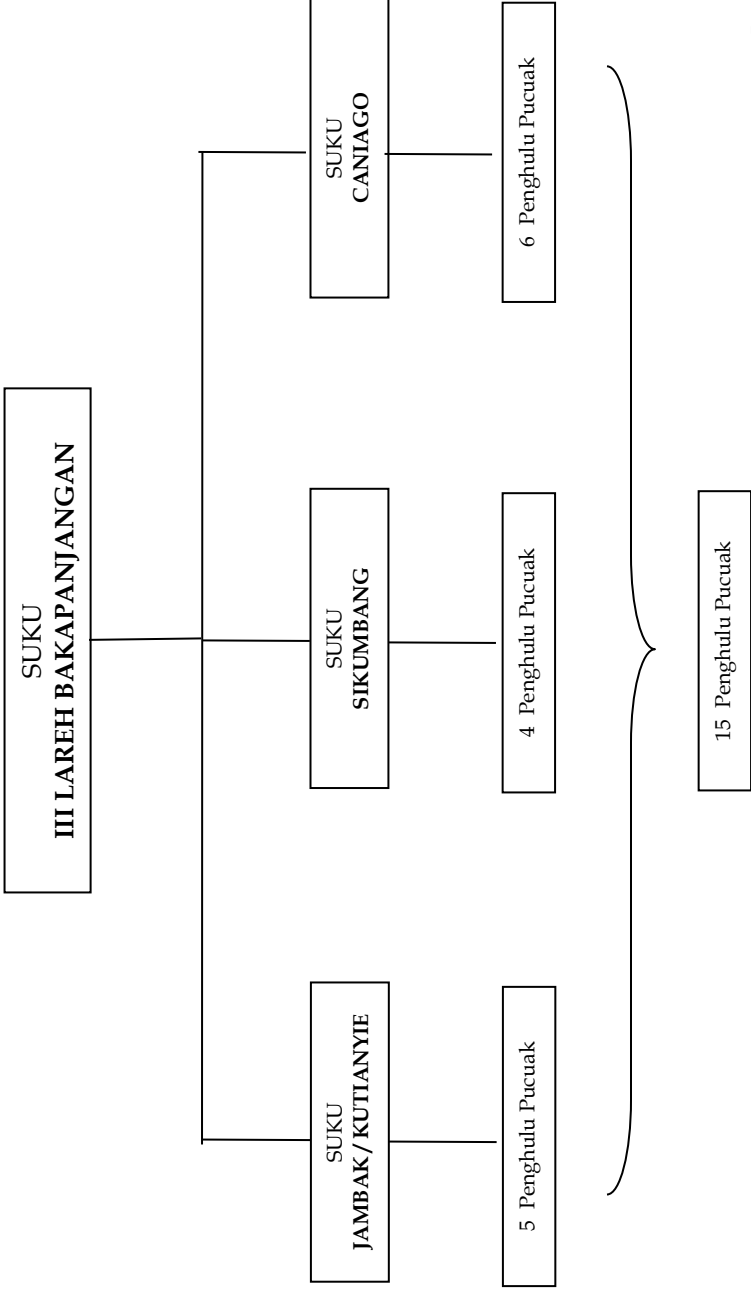 SUKU
III LAREH BAKAPANJANGAN
SUKU
JAMBAK/KUTIANYIE
SUKU
SIKUMBANG
SUKU
CANIAGO
5 Penghulu Pucuak
4 Penghulu Pucuak
6 Penghulu Pucuak
15 Penghulu Pucuak